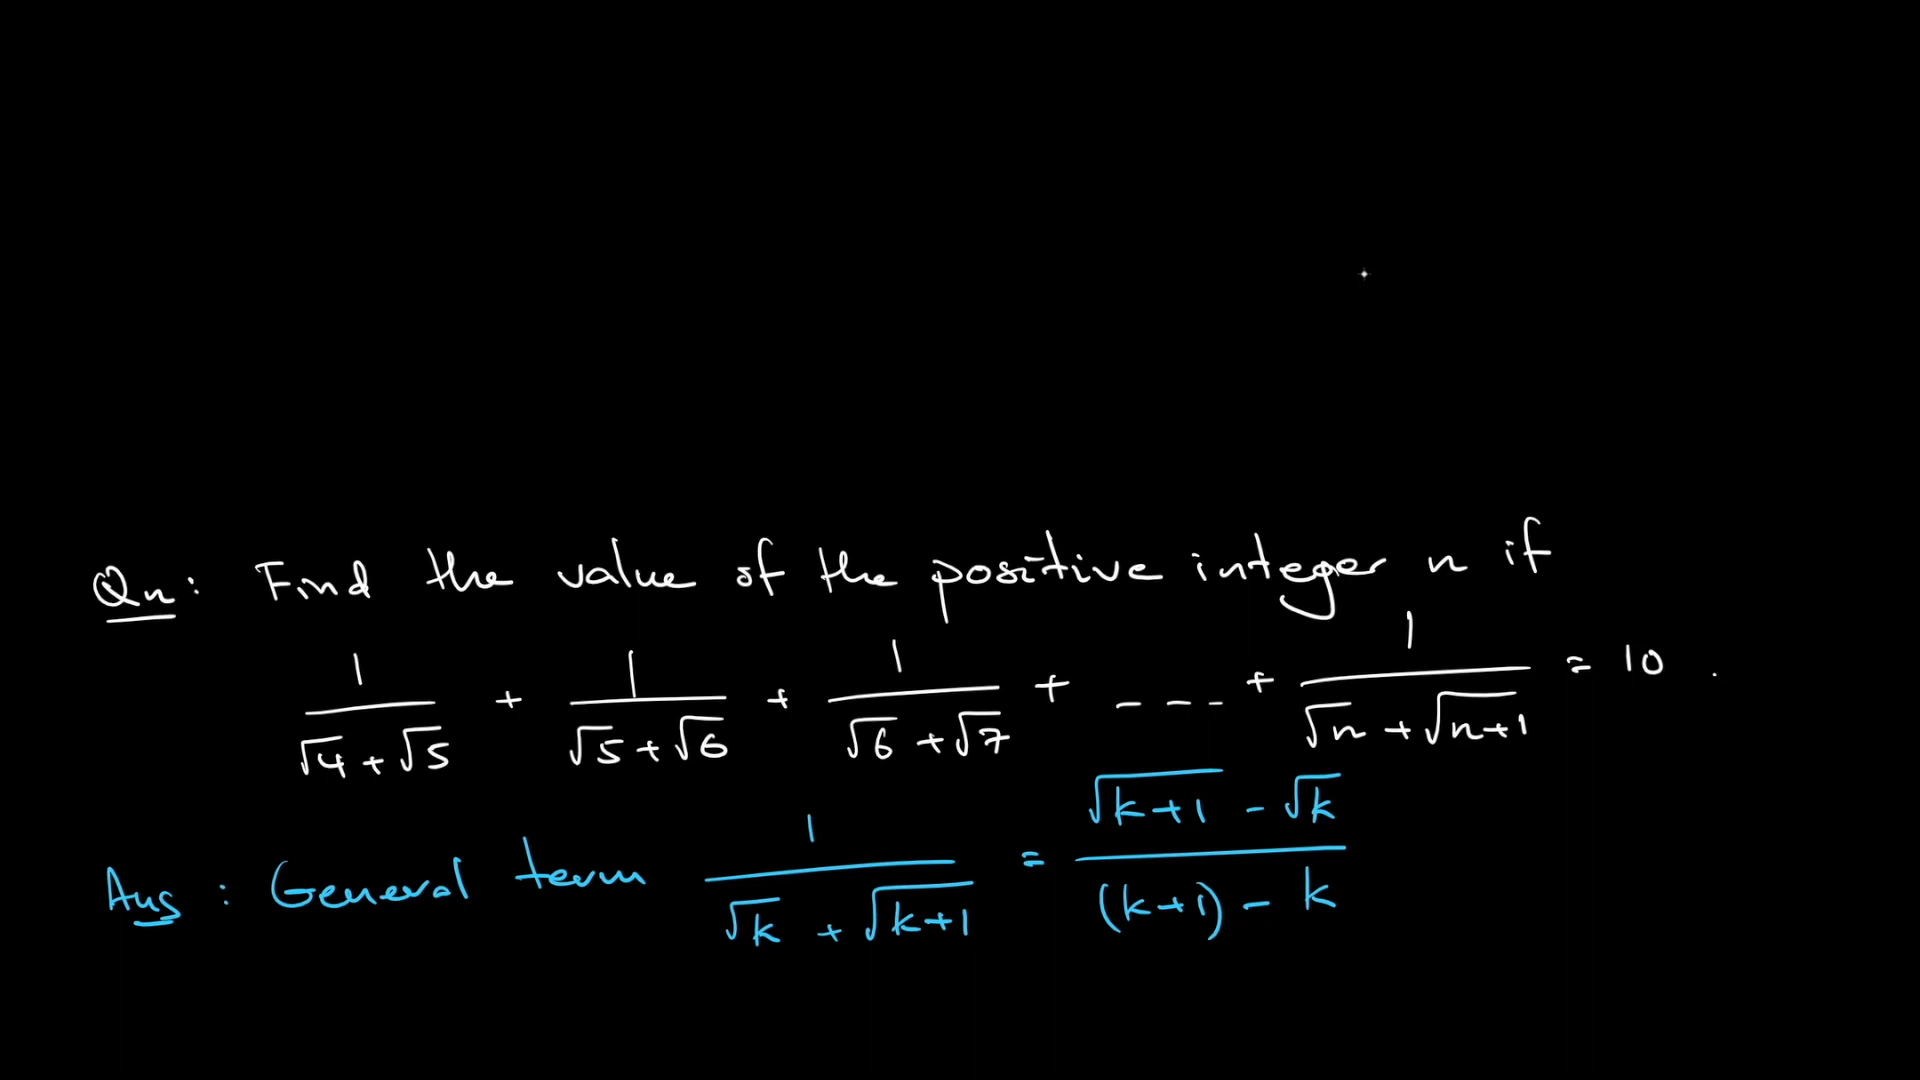 Qn: Find the value of the positive integer n if
1/(√4+√5) + 1/(√5+√6) + 1/(√6+√7) + - - - + 1/(√n+√n+1) = 10 .
Ans : General term 1/(√k + √k+1) = (√k+1 - √k)/((k+1) - k)